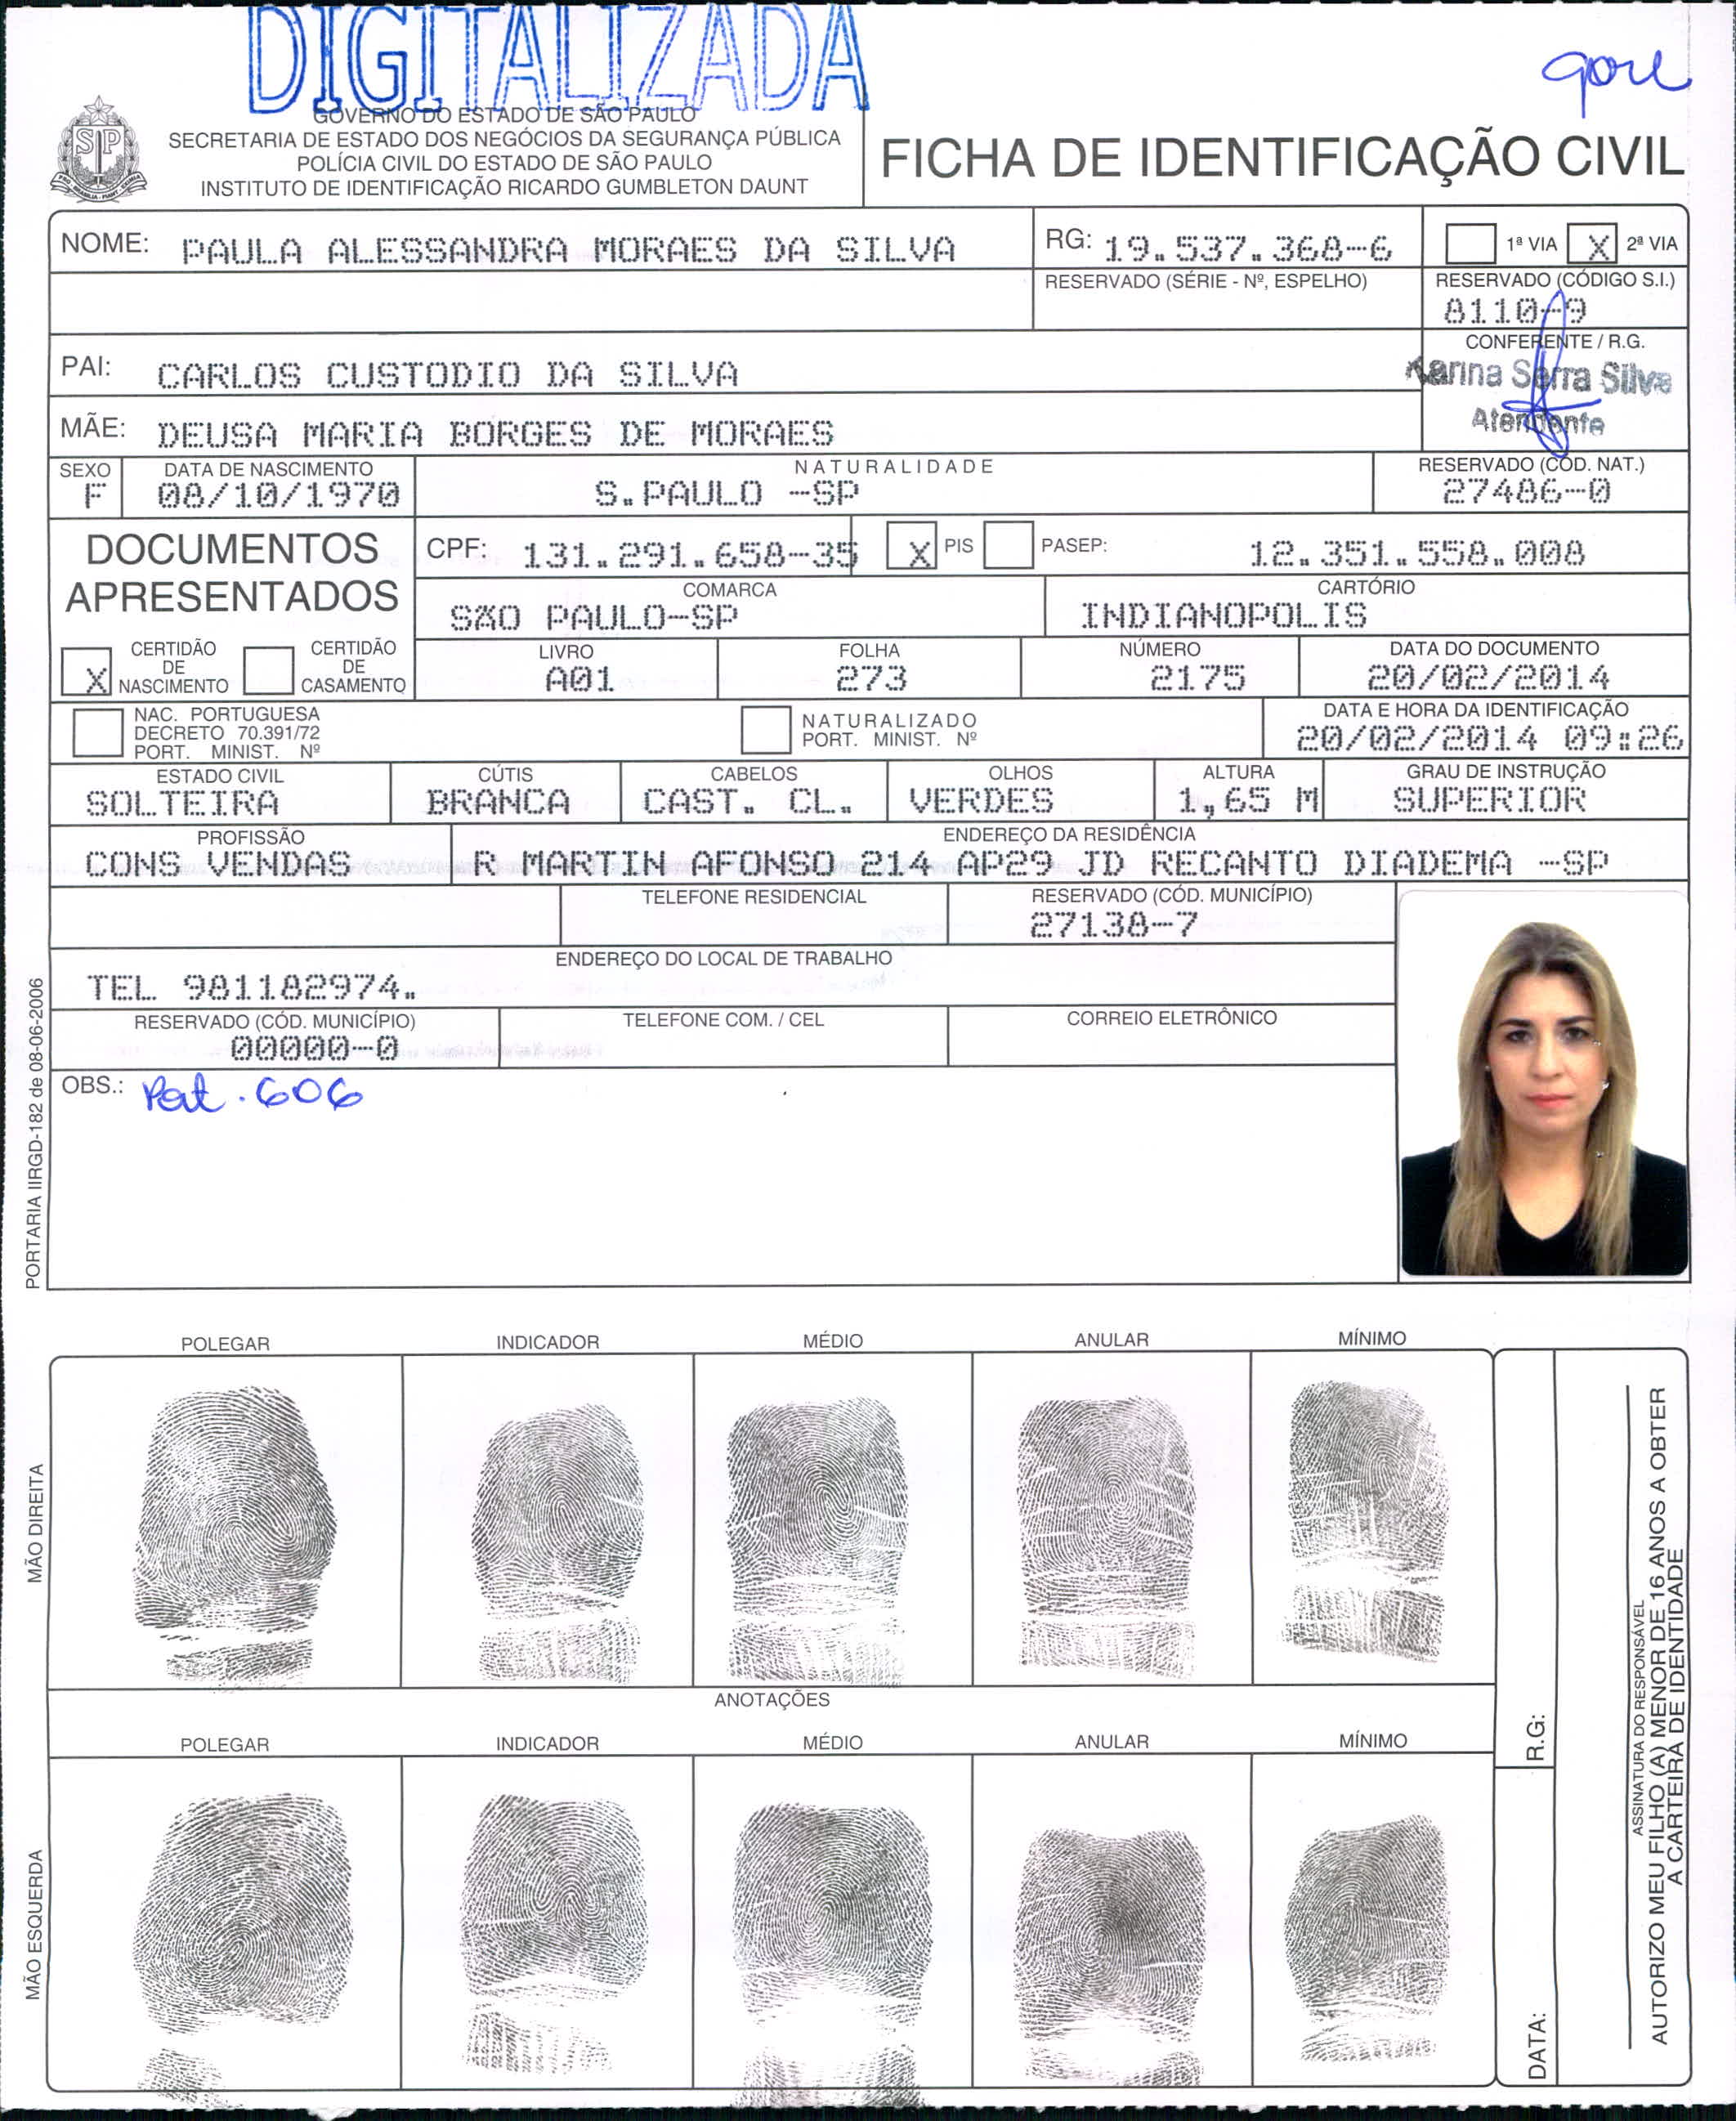 DIGITALIZADA
GOVERNO DO ESTADO DE SÃO PAULO
SECRETARIA DE ESTADO DOS NEGÓCIOS DA SEGURANÇA PÚBLICA
POLÍCIA CIVIL DO ESTADO DE SÃO PAULO
INSTITUTO DE IDENTIFICAÇÃO RICARDO GUMBLETON DAUNT
FICHA DE IDENTIFICAÇÃO CIVIL
NOME: PAULA ALESSANDRA MORAES DA SILVA
RG: 19.537.368-6
1ª VIA X 2ª VIA
RESERVADO (SÉRIE - Nº, ESPELHO)
RESERVADO (CÓDIGO S.I.)
8110-9
PAI: CARLOS CUSTODIO DA SILVA
CONFERENTE / R.G.
Karina Serra Silva
Atendente
MÃE: DEUSA MARIA BORGES DE MORAES
SEXO
F
DATA DE NASCIMENTO
08/10/1970
NATURALIDADE
S.PAULO -SP
RESERVADO (CÓD. NAT.)
27486-0
DOCUMENTOS
APRESENTADOS
CPF: 131.291.658-35
X PIS
PASEP: 12.351.558.008
COMARCA
SÃO PAULO-SP
CARTÓRIO
INDIANOPOLIS
X CERTIDÃO
DE
NASCIMENTO
CERTIDÃO
DE
CASAMENTO
LIVRO
A01
FOLHA
273
NÚMERO
2175
DATA DO DOCUMENTO
20/02/2014
NAC. PORTUGUESA
DECRETO 70.391/72
PORT. MINIST. Nº
NATURALIZADO
PORT. MINIST. Nº
DATA E HORA DA IDENTIFICAÇÃO
20/02/2014 09:26
ESTADO CIVIL
SOLTEIRA
CÚTIS
BRANCA
CABELOS
CAST. CL.
OLHOS
VERDES
ALTURA
1,65 M
GRAU DE INSTRUÇÃO
SUPERIOR
PROFISSÃO
CONS VENDAS
ENDEREÇO DA RESIDÊNCIA
R MARTIN AFONSO 214 AP29 JD RECANTO DIADEMA -SP
TELEFONE RESIDENCIAL
RESERVADO (CÓD. MUNICÍPIO)
27138-7
ENDEREÇO DO LOCAL DE TRABALHO
TEL 981182974.
RESERVADO (CÓD. MUNICÍPIO)
00000-0
TELEFONE COM. / CEL
CORREIO ELETRÔNICO
OBS.: Pat. 606
PORTARIA IIRGD-182 de 08-06-2006
POLEGAR
INDICADOR
MÉDIO
ANULAR
MÍNIMO
MÃO DIREITA
ANOTAÇÕES
POLEGAR
INDICADOR
MÉDIO
ANULAR
MÍNIMO
MÃO ESQUERDA
R.G:
DATA:
ASSINATURA DO RESPONSÁVEL
AUTORIZO MEU FILHO (A) MENOR DE 16 ANOS A OBTER
A CARTEIRA DE IDENTIDADE